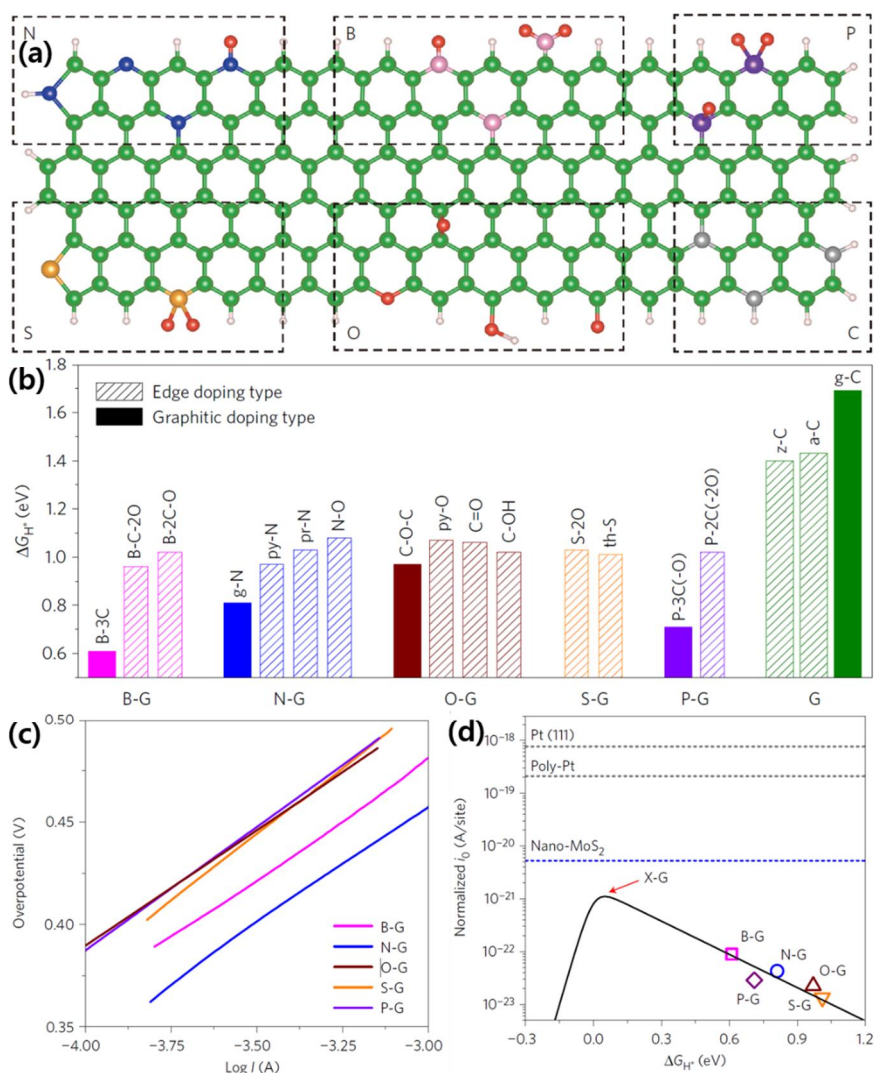 (a)
N
B
P
S
O
C
(b)
ΔG_H* (eV)
1.8
1.6
1.4
1.2
1.0
0.8
0.6
Edge doping type
Graphitic doping type
B-3C
B-C-2O
B-2C-O
g-N
py-N
pr-N
N-O
C-O-C
py-O
C=O
C-OH
S-2O
th-S
P-3C(-O)
P-2C(-2O)
z-C
a-C
g-C
B-G
N-G
O-G
S-G
P-G
G
(c)
Overpotential (V)
0.50
0.45
0.40
0.35
B-G
N-G
O-G
S-G
P-G
−4.00
−3.75
−3.50
−3.25
−3.00
Log I (A)
(d)
Normalized i₀ (A/site)
10⁻¹⁸
10⁻¹⁹
10⁻²⁰
10⁻²¹
10⁻²²
10⁻²³
Pt (111)
Poly-Pt
Nano-MoS₂
X-G
B-G
N-G
P-G
O-G
S-G
−0.3
0.0
0.3
0.6
0.9
1.2
ΔG_H* (eV)